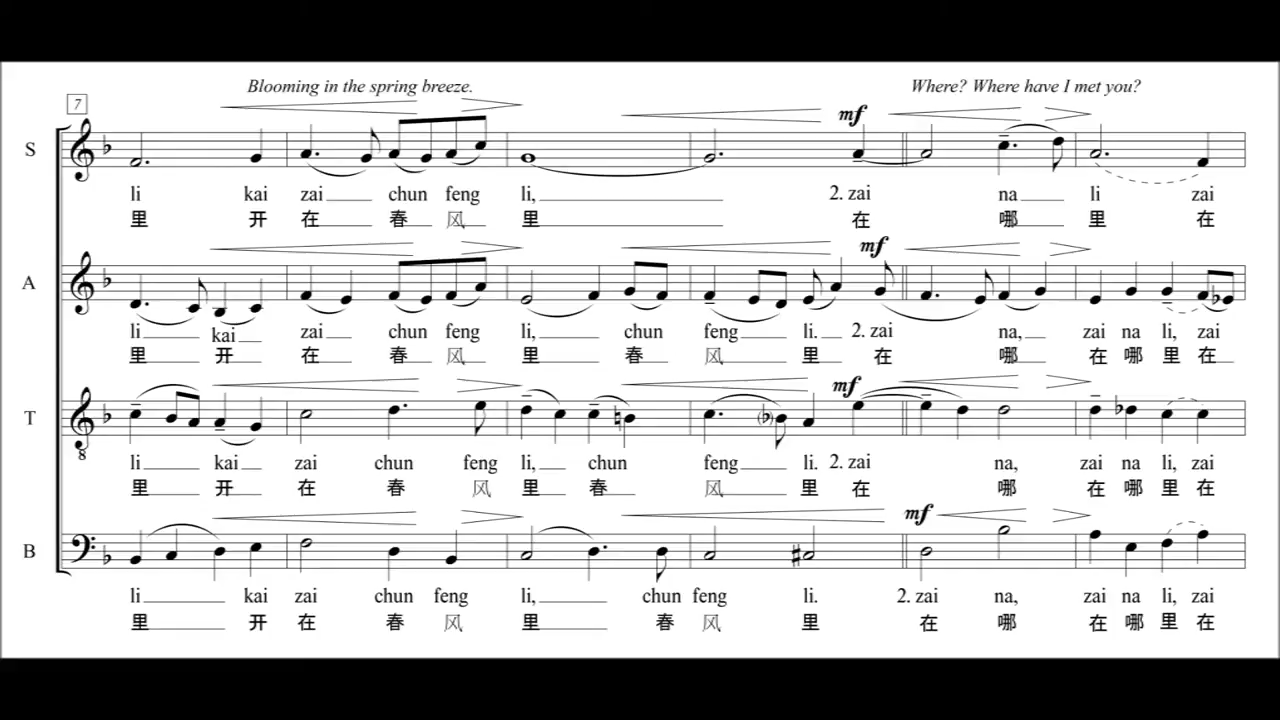 Blooming in the spring breeze. Where? Where have I met you?
7
mf
S
li kai zai chun feng li, 2. zai na li zai
里 开 在 春 风 里 在 哪 里 在
mf
A
li kai zai chun feng li, chun feng li. 2. zai na, zai na li, zai
里 开 在 春 风 里 春 风 里 在 哪 在 哪 里 在
mf
T
8
li kai zai chun feng li, chun feng li. 2. zai na, zai na li, zai
里 开 在 春 风 里 春 风 里 在 哪 在 哪 里 在
mf
B
li kai zai chun feng li, chun feng li. 2. zai na, zai na li, zai
里 开 在 春 风 里 春 风 里 在 哪 在 哪 里 在